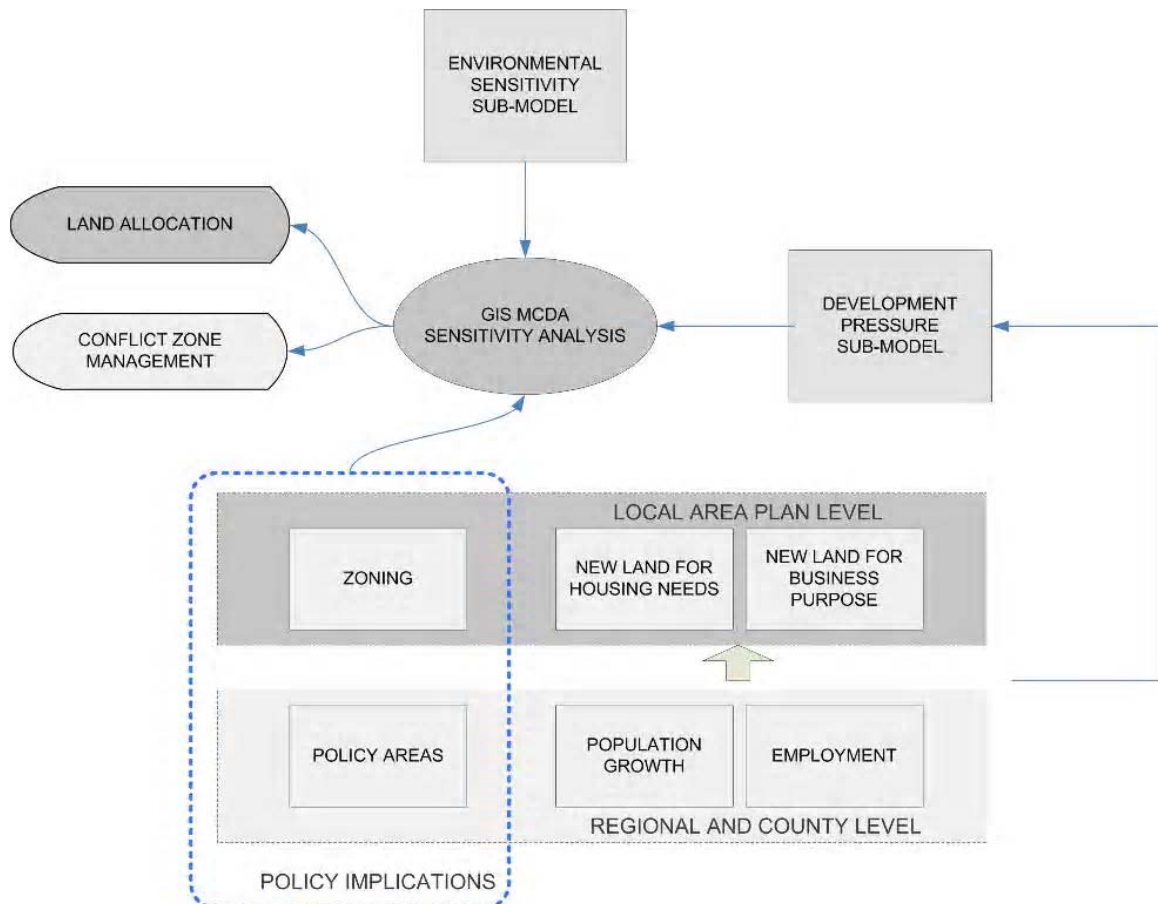 ENVIRONMENTAL
SENSITIVITY
SUB-MODEL
LAND ALLOCATION
CONFLICT ZONE
MANAGEMENT
GIS MCDA
SENSITIVITY ANALYSIS
DEVELOPMENT
PRESSURE
SUB-MODEL
LOCAL AREA PLAN LEVEL
ZONING
NEW LAND FOR
HOUSING NEEDS
NEW LAND FOR
BUSINESS
PURPOSE
POLICY AREAS
POPULATION
GROWTH
EMPLOYMENT
REGIONAL AND COUNTY LEVEL
POLICY IMPLICATIONS